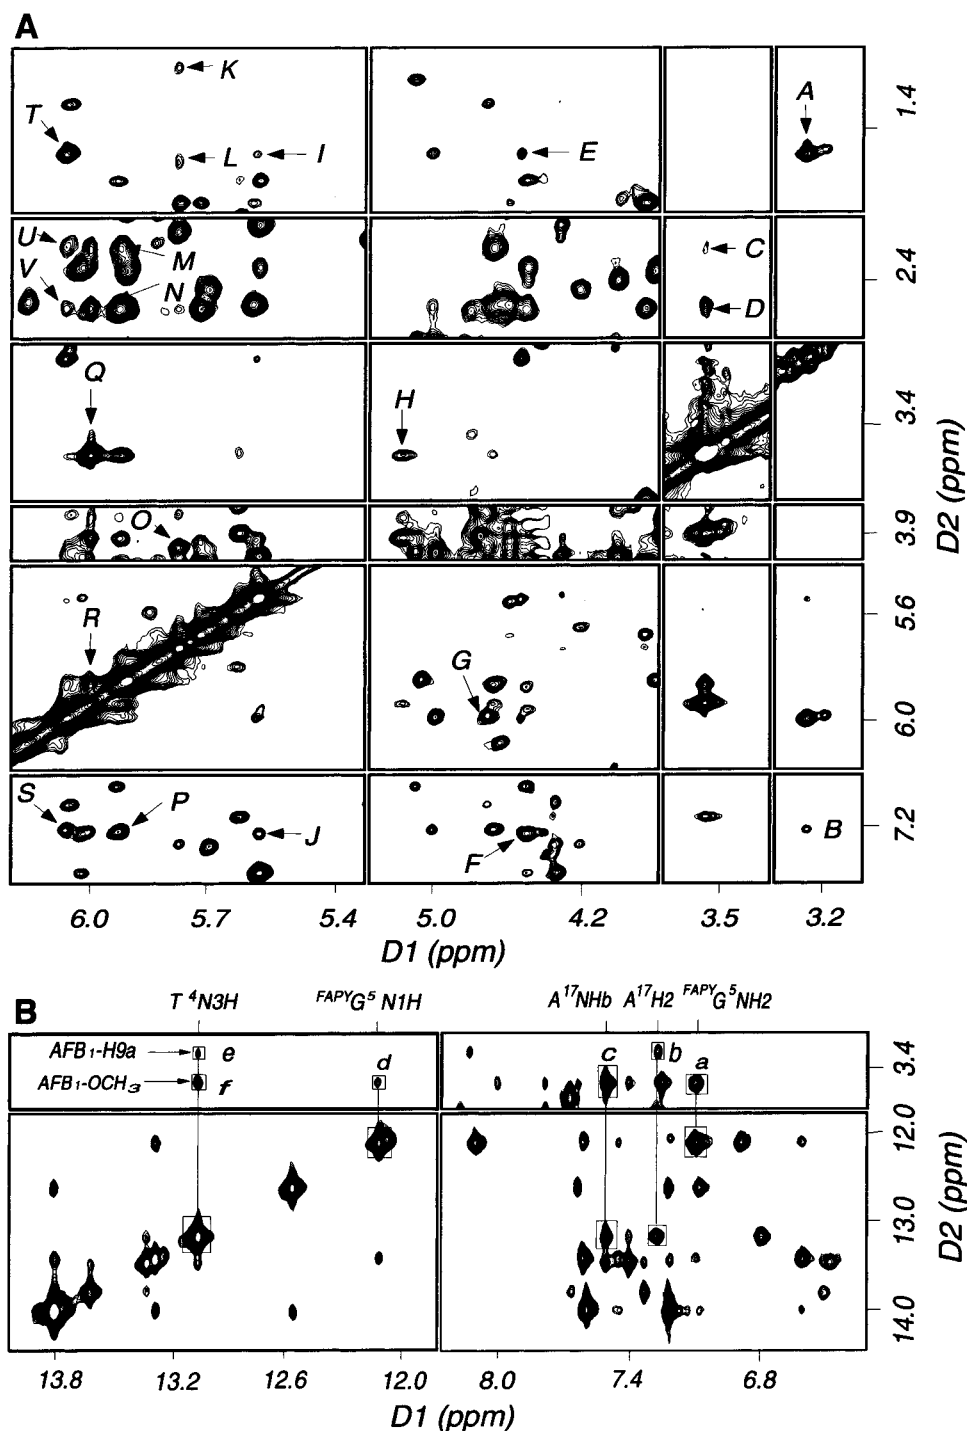 A
K
A
1.4
T
L
I
E
U
M
C
2.4
V
N
D
Q
H
3.4
D2 (ppm)
O
3.9
R
5.6
G
6.0
S
P
J
F
B
7.2
6.0
5.7
5.4
5.0
4.2
3.5
3.2
D1 (ppm)
B
T 4N3H
FAPYG5 N1H
A17NHb
A17H2
FAPYG5NH2
AFB1-H9a
e
d
c
b
a
3.4
AFB1-OCH3
f
12.0
13.0
D2 (ppm)
14.0
13.8
13.2
12.6
12.0
8.0
7.4
6.8
D1 (ppm)